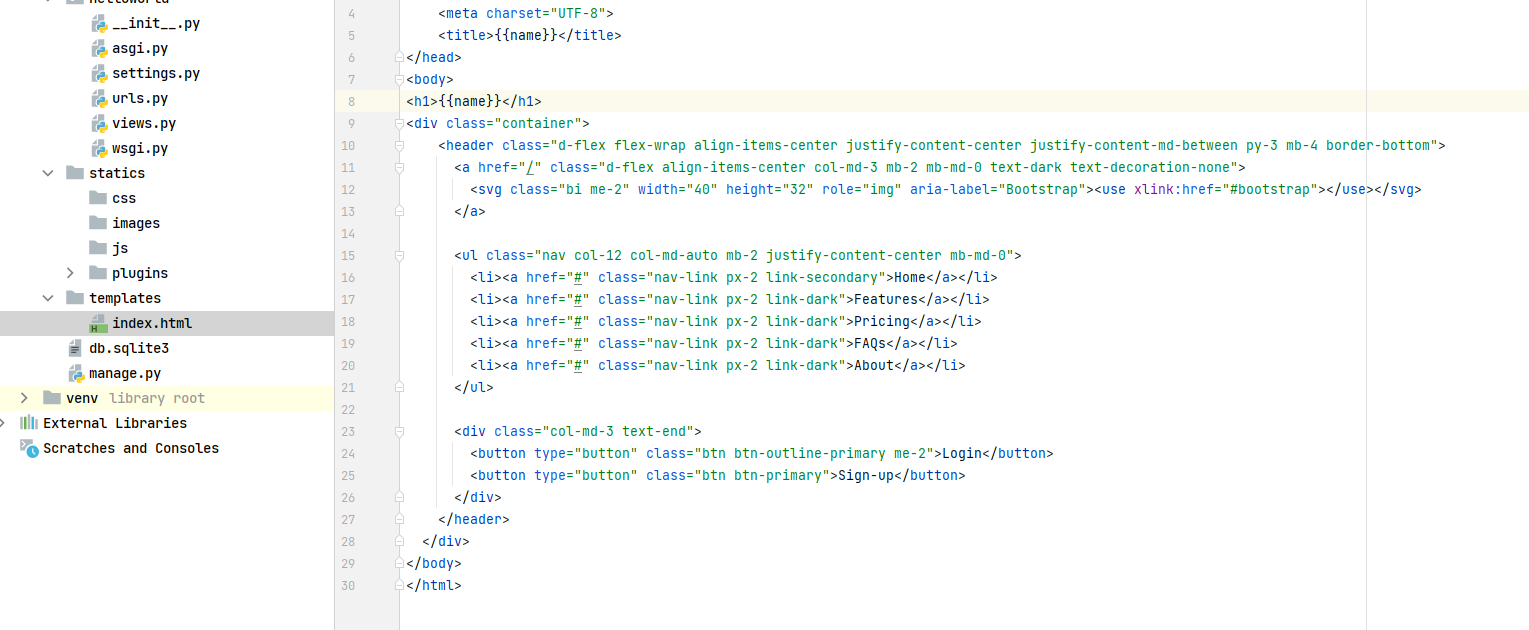 helloworld
__init__.py
asgi.py
settings.py
urls.py
views.py
wsgi.py
statics
css
images
js
plugins
templates
index.html
db.sqlite3
manage.py
venv library root
External Libraries
Scratches and Consoles
4 <meta charset="UTF-8">
5 <title>{{name}}</title>
6 </head>
7 <body>
8 <h1>{{name}}</h1>
9 <div class="container">
10 <header class="d-flex flex-wrap align-items-center justify-content-center justify-content-md-between py-3 mb-4 border-bottom">
11 <a href="/" class="d-flex align-items-center col-md-3 mb-2 mb-md-0 text-dark text-decoration-none">
12 <svg class="bi me-2" width="40" height="32" role="img" aria-label="Bootstrap"><use xlink:href="#bootstrap"></use></svg>
13 </a>
14
15 <ul class="nav col-12 col-md-auto mb-2 justify-content-center mb-md-0">
16 <li><a href="#" class="nav-link px-2 link-secondary">Home</a></li>
17 <li><a href="#" class="nav-link px-2 link-dark">Features</a></li>
18 <li><a href="#" class="nav-link px-2 link-dark">Pricing</a></li>
19 <li><a href="#" class="nav-link px-2 link-dark">FAQs</a></li>
20 <li><a href="#" class="nav-link px-2 link-dark">About</a></li>
21 </ul>
22
23 <div class="col-md-3 text-end">
24 <button type="button" class="btn btn-outline-primary me-2">Login</button>
25 <button type="button" class="btn btn-primary">Sign-up</button>
26 </div>
27 </header>
28 </div>
29 </body>
30 </html>